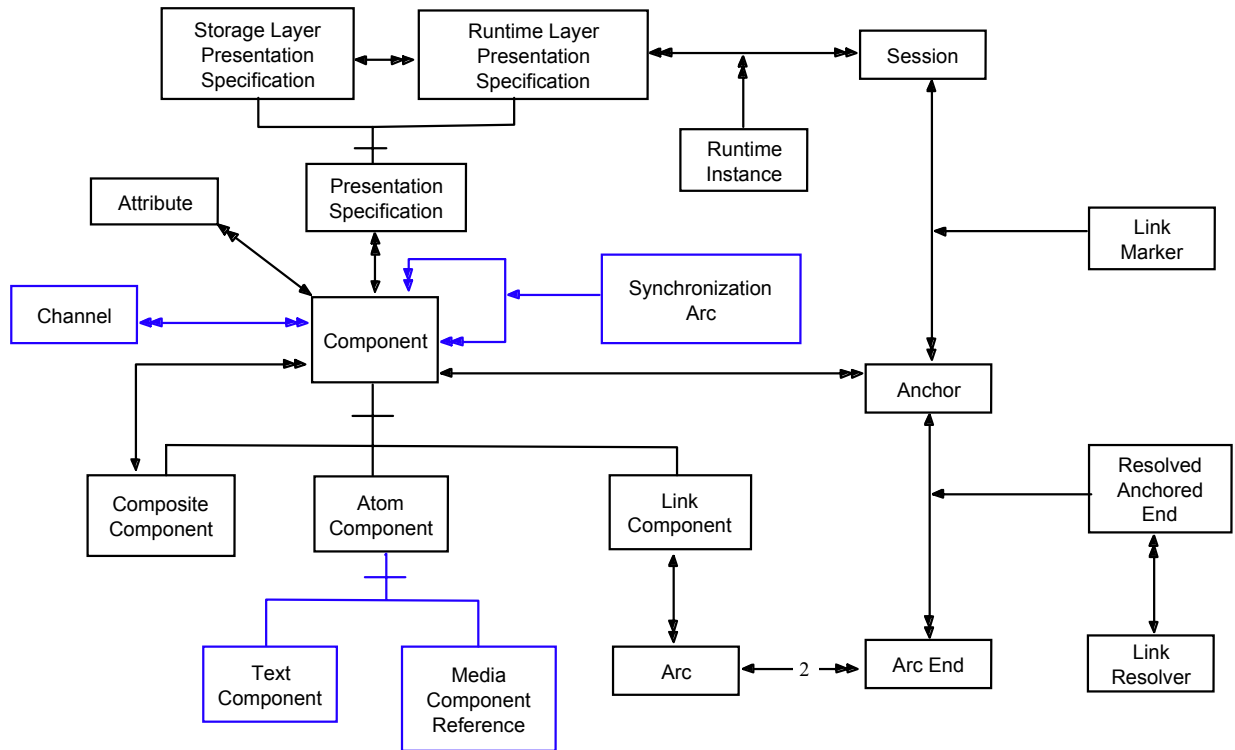 Storage Layer
Presentation
Specification
Runtime Layer
Presentation
Specification
Session
Runtime
Instance
Presentation
Specification
Attribute
Link
Marker
Channel
Synchronization
Arc
Component
Anchor
Composite
Component
Atom
Component
Link
Component
Resolved
Anchored
End
Text
Component
Media
Component
Reference
Arc
2
Arc End
Link
Resolver